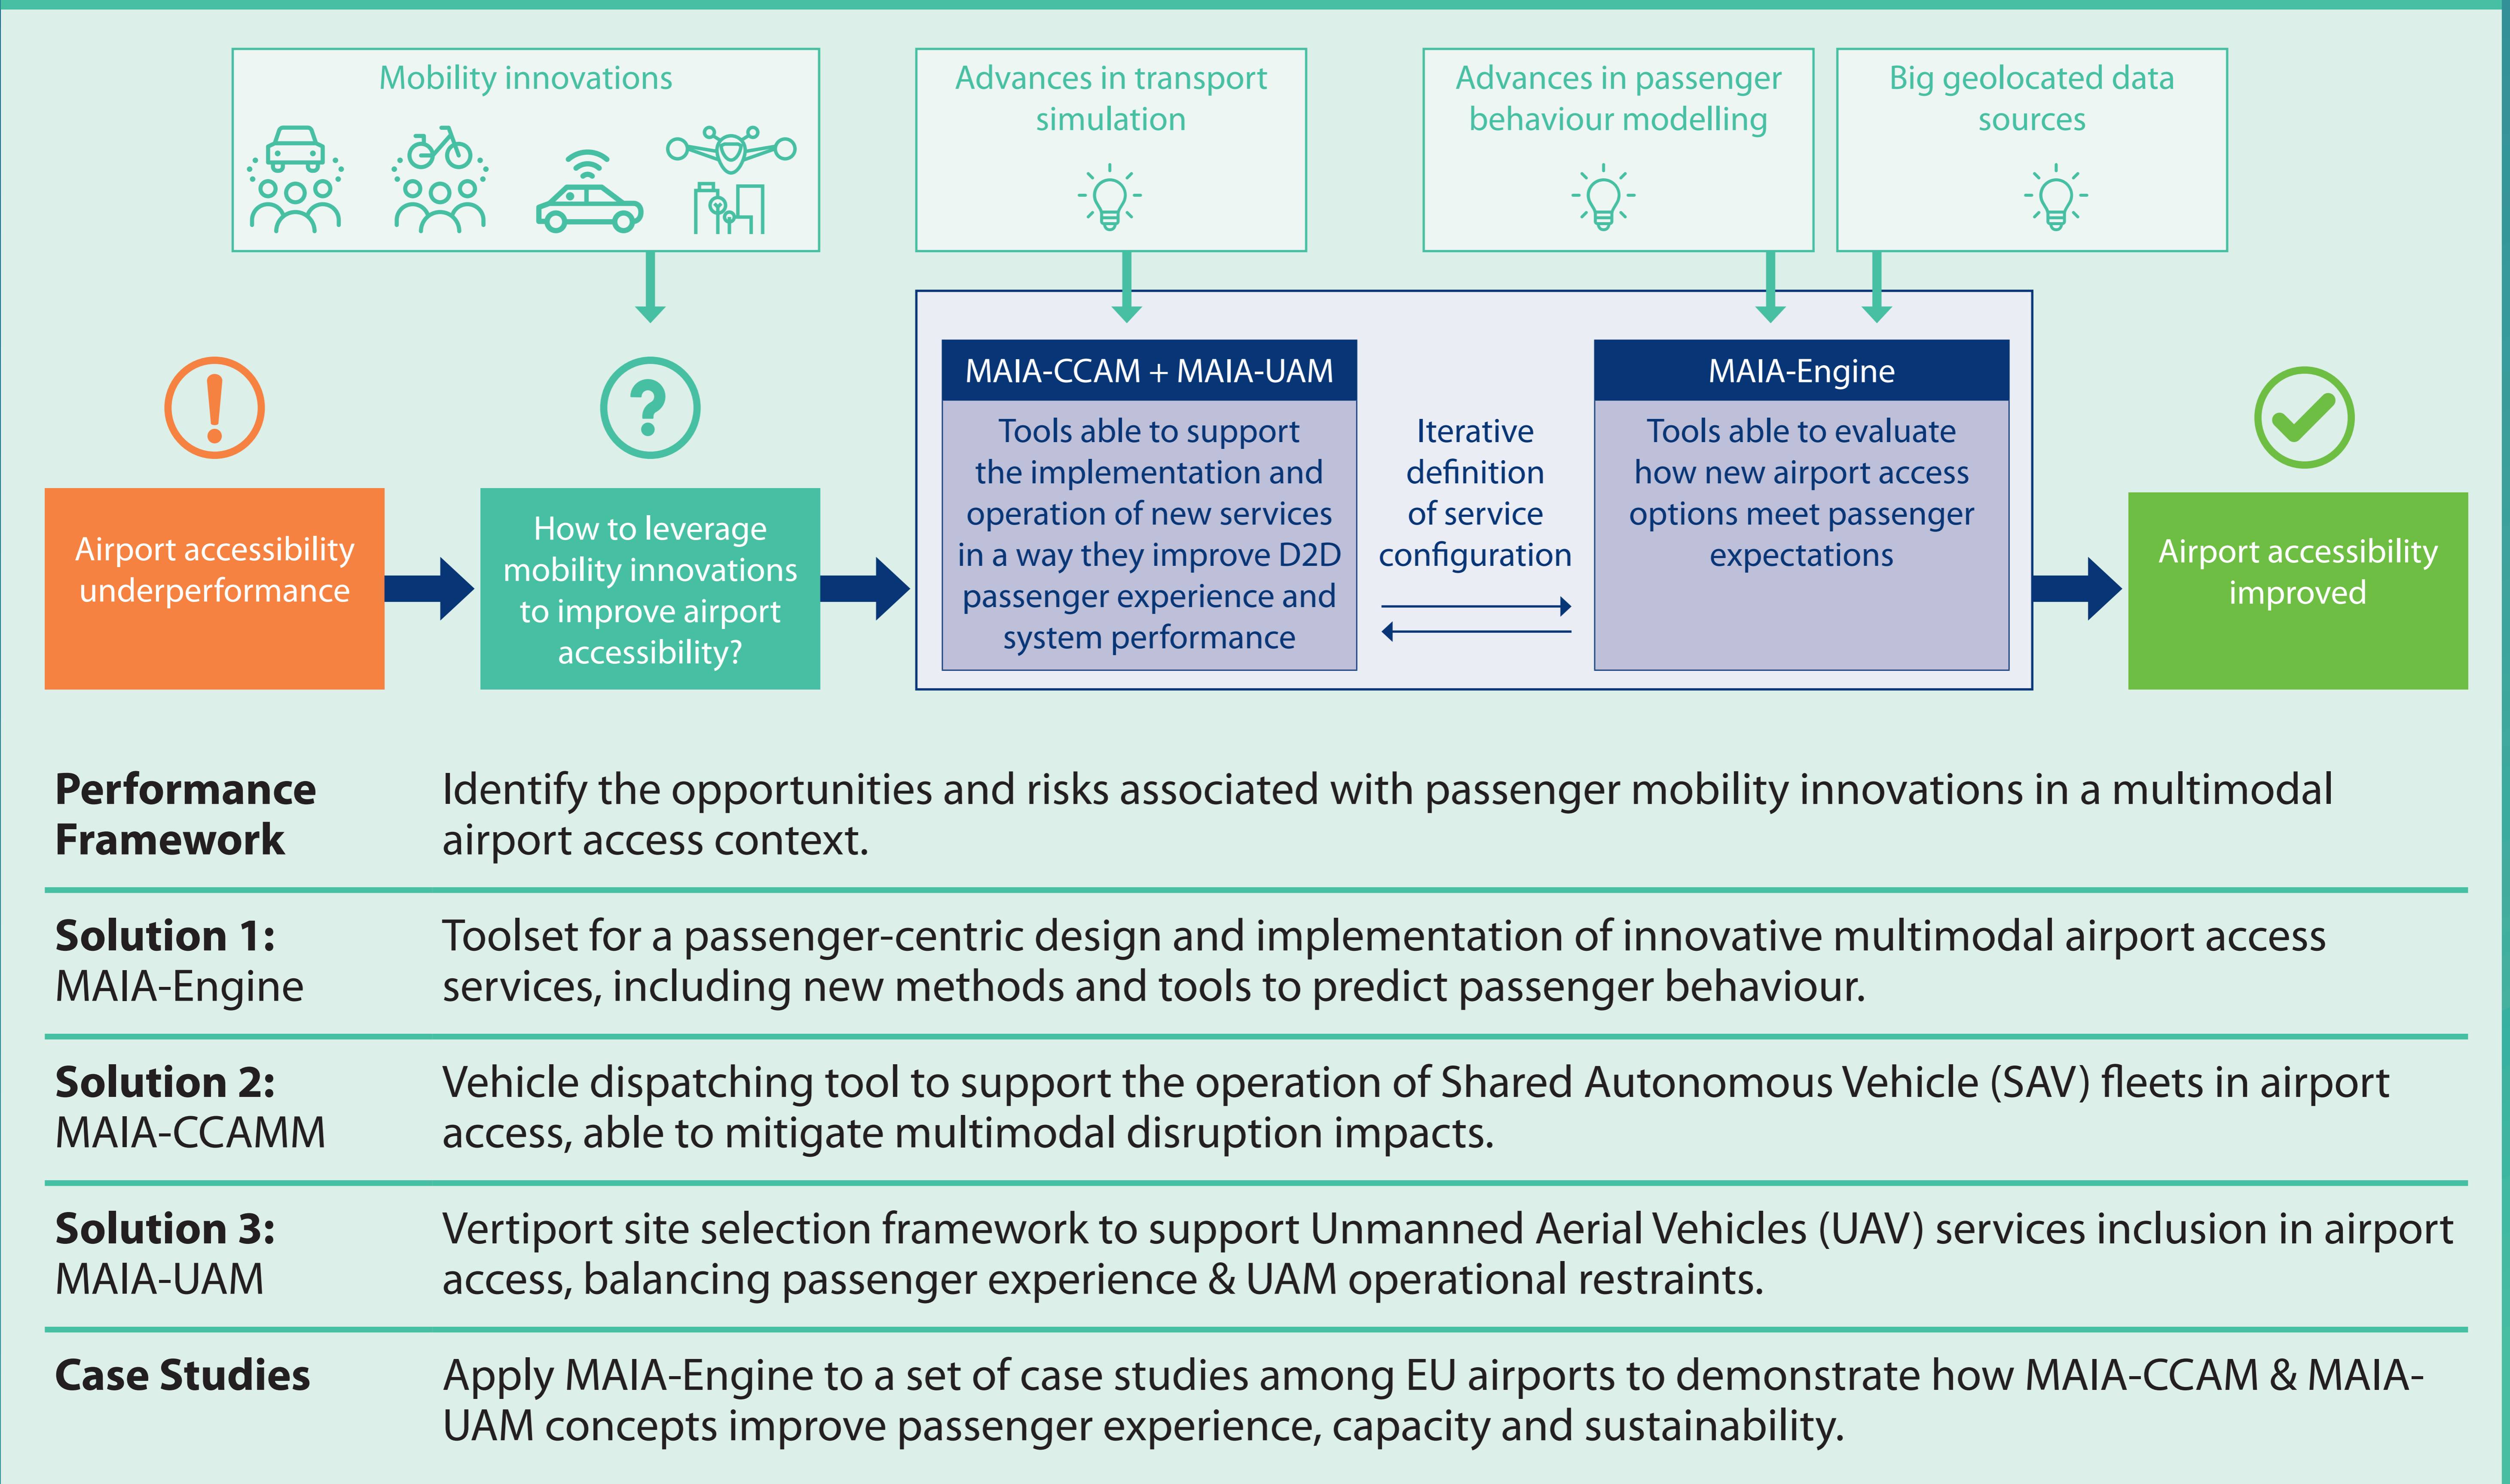 Mobility innovations
Advances in transport
simulation
Advances in passenger
behaviour modelling
Big geolocated data
sources
Airport accessibility
underperformance
How to leverage
mobility innovations
to improve airport
accessibility?
MAIA-CCAM + MAIA-UAM
Tools able to support
the implementation and
operation of new services
in a way they improve D2D
passenger experience and
system performance
Iterative
definition
of service
configuration
MAIA-Engine
Tools able to evaluate
how new airport access
options meet passenger
expectations
Airport accessibility
improved
Performance
Framework
Identify the opportunities and risks associated with passenger mobility innovations in a multimodal
airport access context.
Solution 1:
MAIA-Engine
Toolset for a passenger-centric design and implementation of innovative multimodal airport access
services, including new methods and tools to predict passenger behaviour.
Solution 2:
MAIA-CCAMM
Vehicle dispatching tool to support the operation of Shared Autonomous Vehicle (SAV) fleets in airport
access, able to mitigate multimodal disruption impacts.
Solution 3:
MAIA-UAM
Vertiport site selection framework to support Unmanned Aerial Vehicles (UAV) services inclusion in airport
access, balancing passenger experience & UAM operational restraints.
Case Studies
Apply MAIA-Engine to a set of case studies among EU airports to demonstrate how MAIA-CCAM & MAIA-
UAM concepts improve passenger experience, capacity and sustainability.